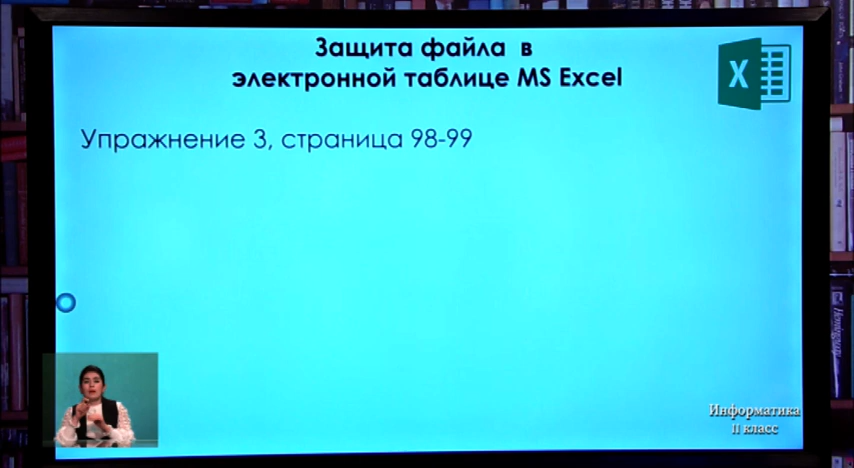 Защита файла в
электронной таблице MS Excel
X
Упражнение 3, страница 98-99
Информатика
11 класс